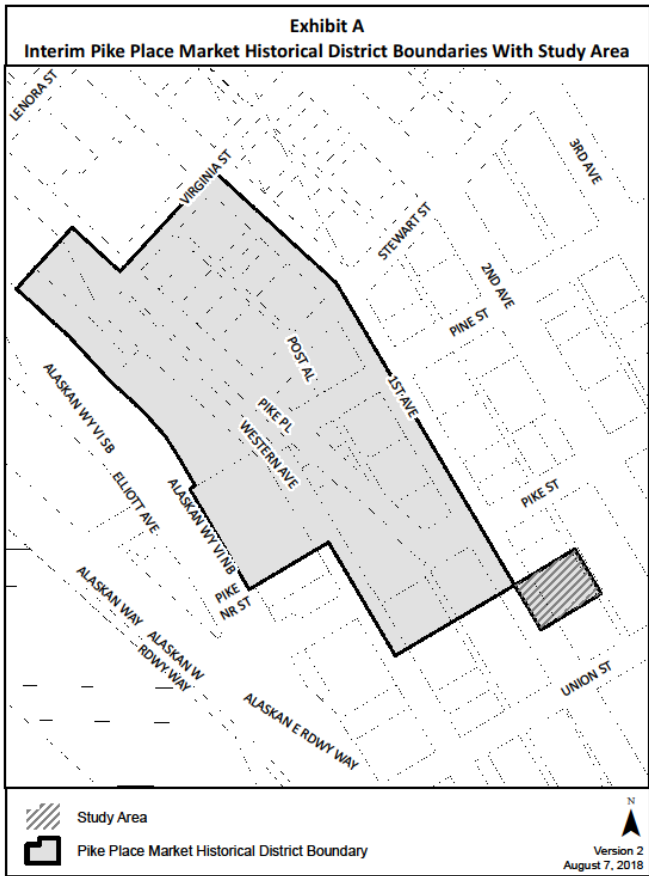 Exhibit A
Interim Pike Place Market Historical District Boundaries With Study Area
LENORA ST
VIRGINIA ST
3RD AVE
STEWART ST
2ND AVE
PINE ST
POST AL
1ST AVE
PIKE PL
WESTERN AVE
ALASKAN WY VI SB
ELLIOTT AVE
ALASKAN WY VI NB
PIKE ST
PIKE
NR ST
ALASKAN WAY
ALASKAN W
RDWY WAY
UNION ST
ALASKAN E RDWY WAY
Study Area
Pike Place Market Historical District Boundary
N
Version 2
August 7, 2018